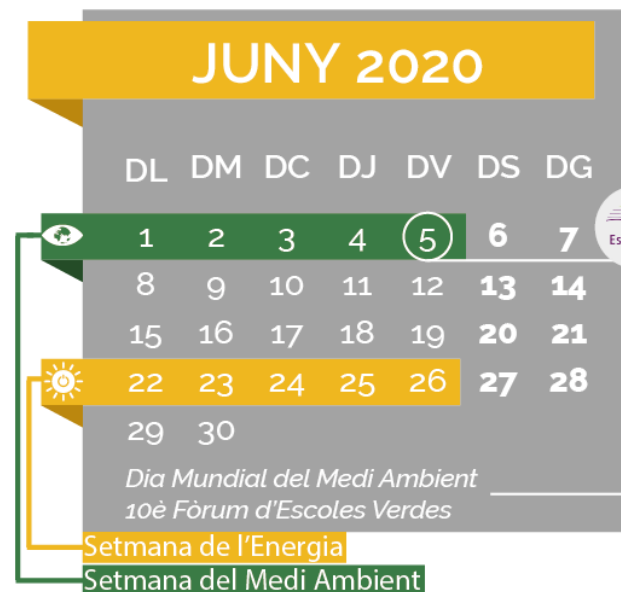 JUNY 2020
DL DM DC DJ DV DS DG
1 2 3 4 5 6 7
8 9 10 11 12 13 14
15 16 17 18 19 20 21
22 23 24 25 26 27 28
29 30
Dia Mundial del Medi Ambient
10è Fòrum d'Escoles Verdes
Setmana de l'Energia
Setmana del Medi Ambient